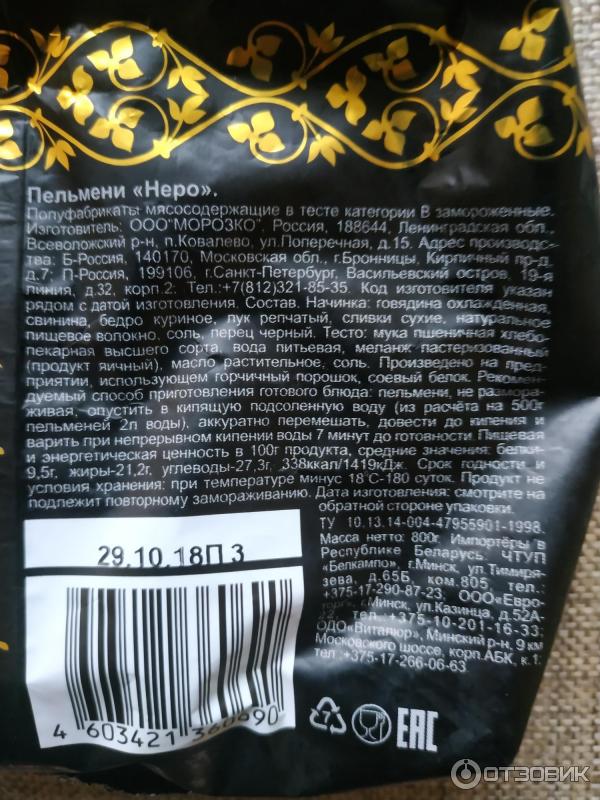 Пельмени «Неро».
Полуфабрикаты мясосодержащие в тесте категории В замороженные.
Изготовитель: ООО"МОРОЗКО", Россия, 188644, Ленинградская обл.,
Всеволожский р-н, п.Ковалево, ул.Поперечная, д.15. Адрес производс-
тва: Б-Россия, 140170, Московская обл., г.Бронницы, Кирпичный пр-д,
д.7; П-Россия, 199106, г.Санкт-Петербург, Васильевский остров, 19-я
линия, д.32, корп.2: Тел.:+7(812)321-85-35. Код изготовителя указан
рядом с датой изготовления. Состав. Начинка: говядина охлажденная,
свинина, бедро куриное, лук репчатый, сливки сухие, натуральное
пищевое волокно, соль, перец черный. Тесто: мука пшеничная хлебо-
пекарная высшего сорта, вода питьевая, меланж пастеризованный
(продукт яичный), масло растительное, соль. Произведено на пред-
приятии, использующем горчичный порошок, соевый белок. Рекомен-
дуемый способ приготовления готового блюда: пельмени, не размора-
живая, опустить в кипящую подсоленную воду (из расчёта на 500г
пельменей 2л воды), аккуратно перемешать, довести до кипения и
варить при непрерывном кипении воды 7 минут до готовности. Пищевая
и энергетическая ценность в 100г продукта, средние значения: белки-
9,5г, жиры-21,2г, углеводы-27,3г, 338ккал/1419кДж. Срок годности и
условия хранения: при температуре минус 18°С-180 суток. Продукт не
подлежит повторному замораживанию. Дата изготовления: смотрите на
обратной стороне упаковки.
ТУ 10.13.14-004-47955901-1998.
Масса нетто: 800г. Импортёры в
Республике Беларусь: ЧТУП
«Белкампо», г.Минск, ул.Тимиря-
зева, д.65Б, ком.805, тел.:
+375-17-290-87-23; ООО «Евро-
г.Минск, ул.Казинца, д.52А-
тел.:+375-10-201-16-33;
ОДО«Виталюр», Минский р-н, 9 км
Московского шоссе, корп.АБК, к.1
тел.:+375-17-266-06-63
29.10.18П 3
4 603421 360690
7
EAC
ОТЗОВИК